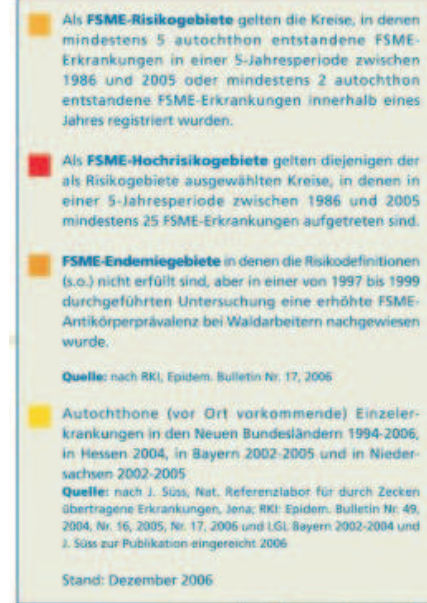 Als FSME-Risikogebiete gelten die Kreise, in denen
mindestens 5 autochthon entstandene FSME-
Erkrankungen in einer 5-Jahresperiode zwischen
1986 und 2005 oder mindestens 2 autochthon
entstandene FSME-Erkrankungen innerhalb eines
Jahres registriert wurden.
Als FSME-Hochrisikogebiete gelten diejenigen der
als Risikogebiete ausgewählten Kreise, in denen in
einer 5-Jahresperiode zwischen 1986 und 2005
mindestens 25 FSME-Erkrankungen aufgetreten sind.
FSME-Endemiegebiete in denen die Risikodefinitionen
(s.o.) nicht erfüllt sind, aber in einer von 1997 bis 1999
durchgeführten Untersuchung eine erhöhte FSME-
Antikörperprävalenz bei Waldarbeitern nachgewiesen
wurde.
Quelle: nach RKI, Epidem. Bulletin Nr. 17, 2006
Autochthone (vor Ort vorkommende) Einzeler-
krankungen in den Neuen Bundesländern 1994-2006,
in Hessen 2004, in Bayern 2002-2005 und in Nieder-
sachsen 2002-2005
Quelle: nach J. Süss, Nat. Referenzlabor für durch Zecken
übertragene Erkrankungen, Jena; RKI: Epidem. Bulletin Nr. 49,
2004, Nr. 16, 2005, Nr. 17, 2006 und LGL Bayern 2002-2004 und
J. Süss zur Publikation eingereicht 2006
Stand: Dezember 2006